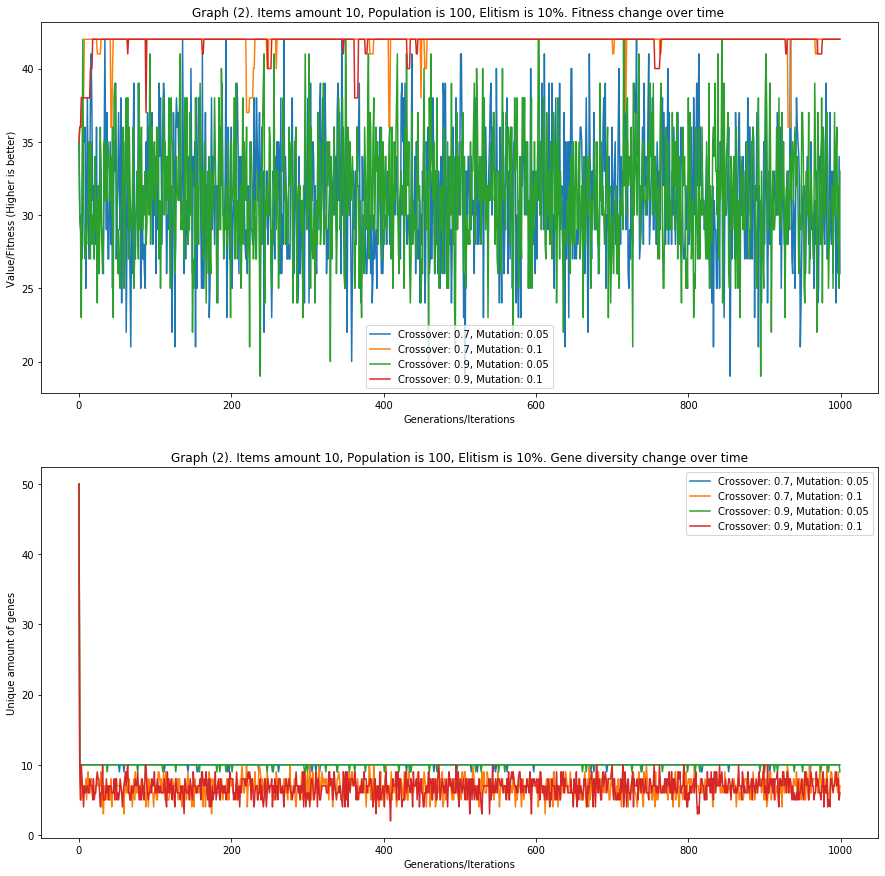 Graph (2). Items amount 10, Population is 100, Elitism is 10%. Fitness change over time
Value/Fitness (Higher is better)
40
35
30
25
20
Crossover: 0.7, Mutation: 0.05
Crossover: 0.7, Mutation: 0.1
Crossover: 0.9, Mutation: 0.05
Crossover: 0.9, Mutation: 0.1
0 200 400 600 800 1000
Generations/Iterations
Graph (2). Items amount 10, Population is 100, Elitism is 10%. Gene diversity change over time
Unique amount of genes
50
40
30
20
10
0
Crossover: 0.7, Mutation: 0.05
Crossover: 0.7, Mutation: 0.1
Crossover: 0.9, Mutation: 0.05
Crossover: 0.9, Mutation: 0.1
0 200 400 600 800 1000
Generations/Iterations